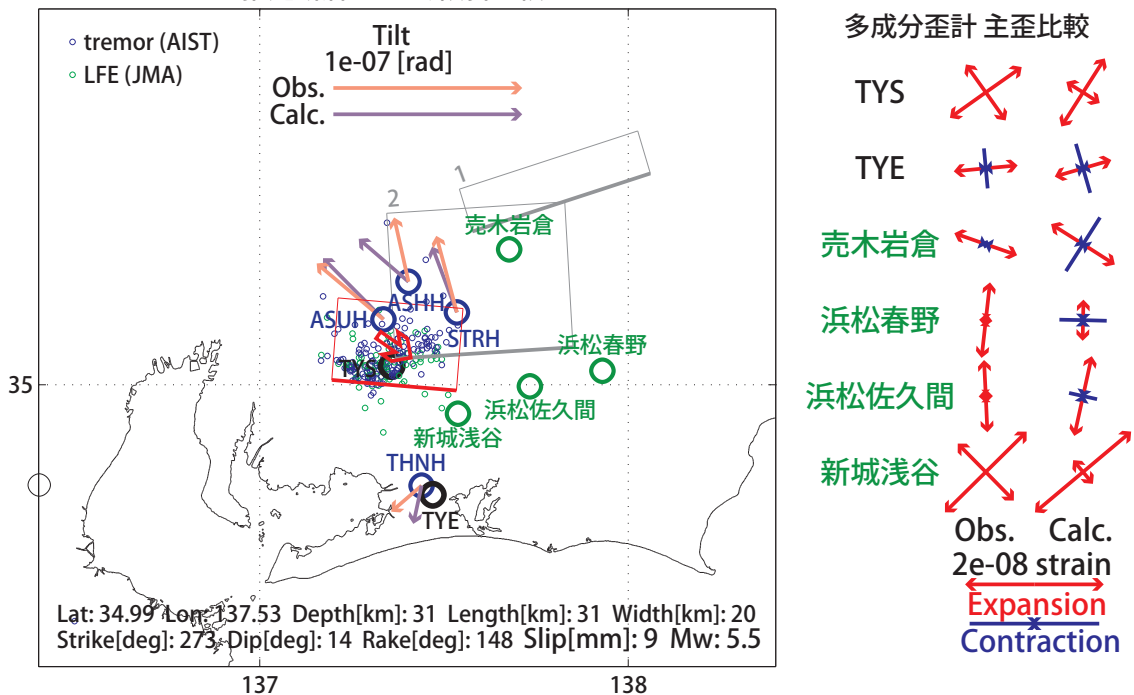 tremor (AIST)
LFE (JMA)
Tilt
1e-07 [rad]
Obs.
Calc.
1
2
売木岩倉
ASHH
ASUH
STRH
TYS
浜松春野
浜松佐久間
新城浅谷
THNH
TYE
35
Lat: 34.99 Lon: 137.53 Depth[km]: 31 Length[km]: 31 Width[km]: 20
Strike[deg]: 273 Dip[deg]: 14 Rake[deg]: 148 Slip[mm]: 9 Mw: 5.5
137
138
多成分歪計 主歪比較
TYS
TYE
売木岩倉
浜松春野
浜松佐久間
新城浅谷
Obs. Calc.
2e-08 strain
Expansion
Contraction